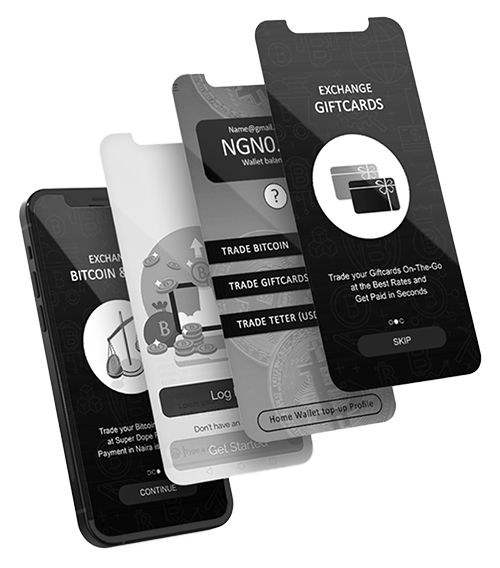 EXCHANGE
GIFTCARDS
Trade your Giftcards On-The-Go
at the Best Rates and
Get Paid in Seconds
SKIP
Name@gmail.
NGN0.
Wallet balan
?
TRADE BITCOIN
TRADE GIFTCARDS
TRADE TETER (USD
Home Wallet top-up Profile
Log
Don't have an
Get Started
EXCHAN
BITCOIN &
Trade your Bitcoin
at Super Dope
Payment in Naira is
CONTINUE